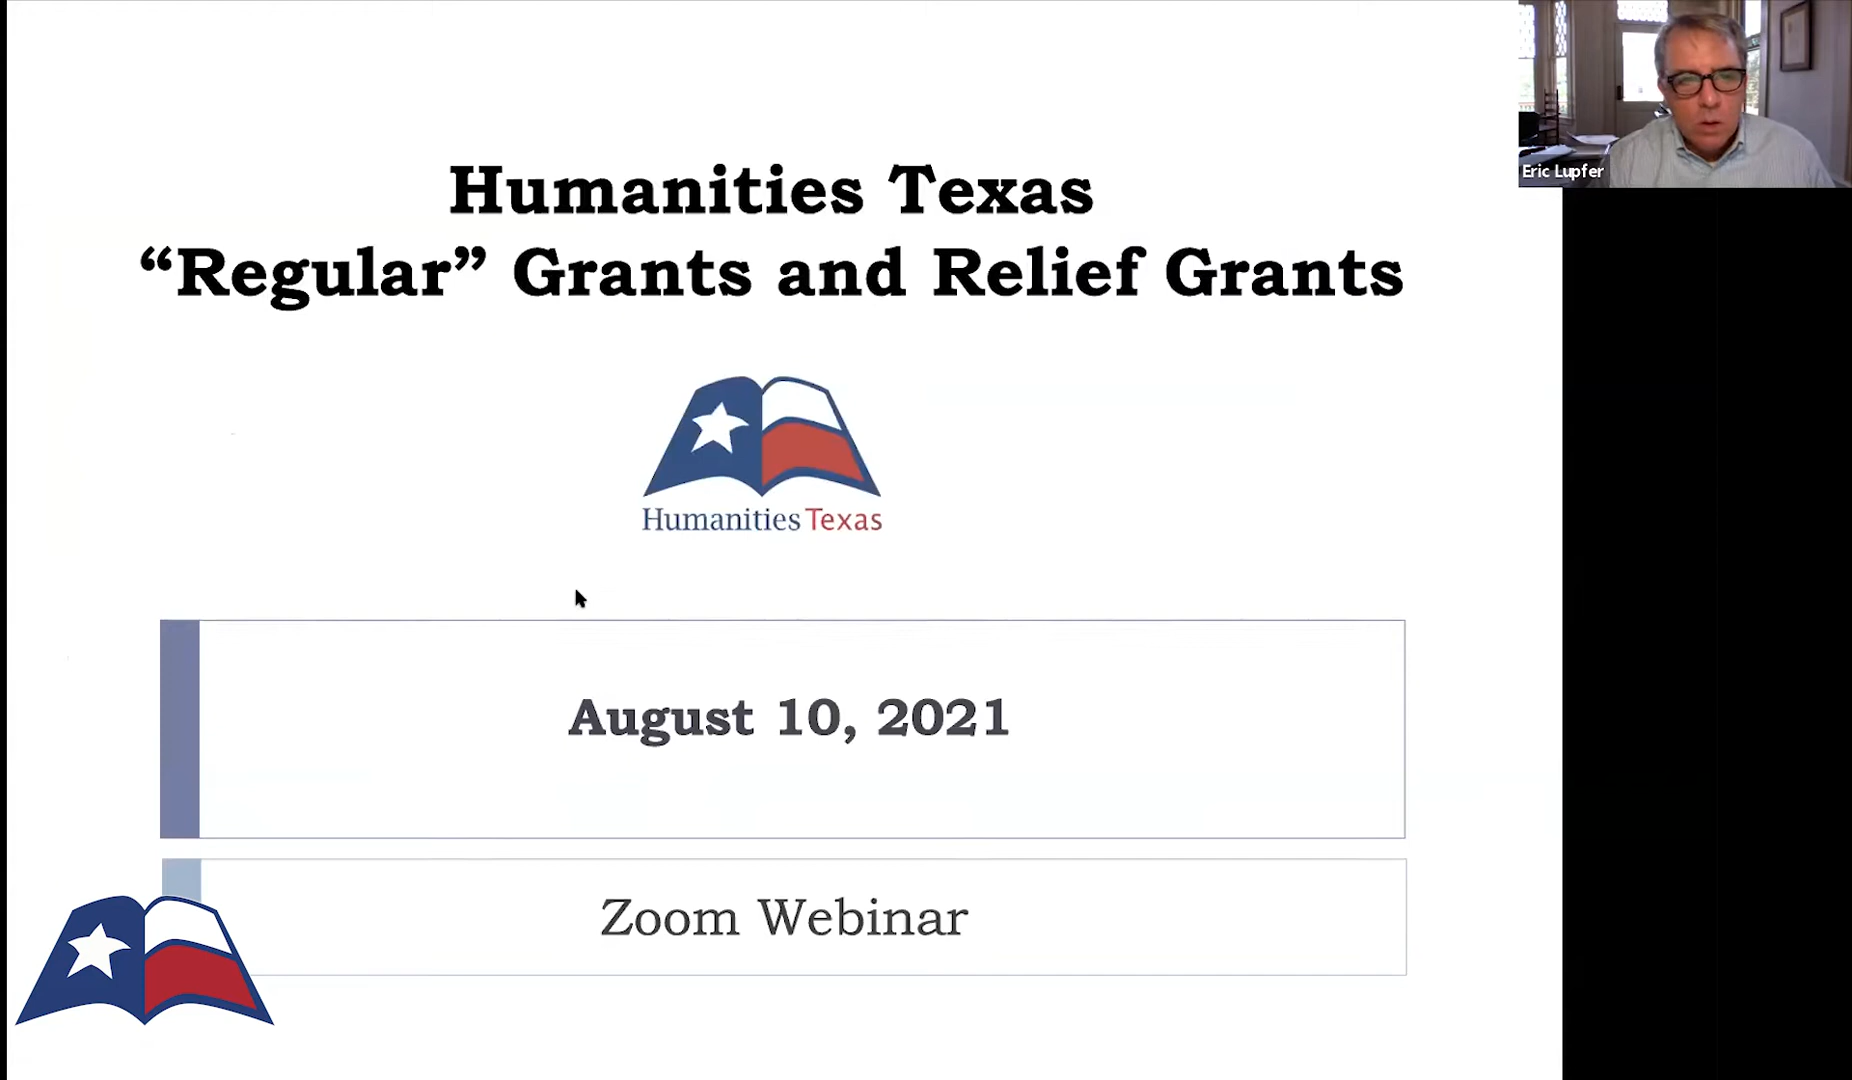 Humanities Texas
“Regular” Grants and Relief Grants
Eric Lupfer
Humanities Texas
August 10, 2021
Zoom Webinar